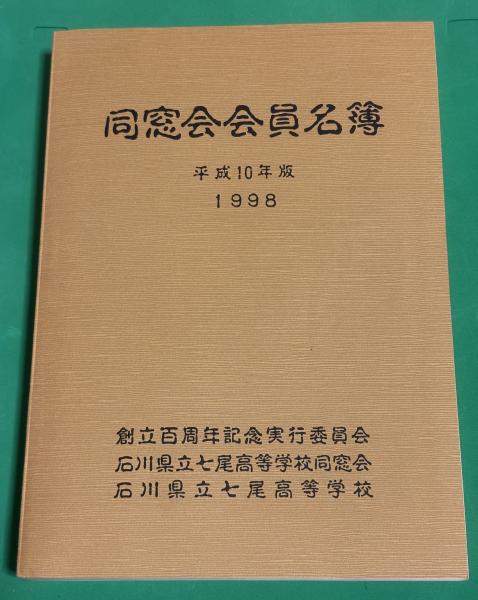 同窓会会員名簿
平成10年版
1998
創立百周年記念実行委員会
石川県立七尾高等学校同窓会
石川県立七尾高等学校